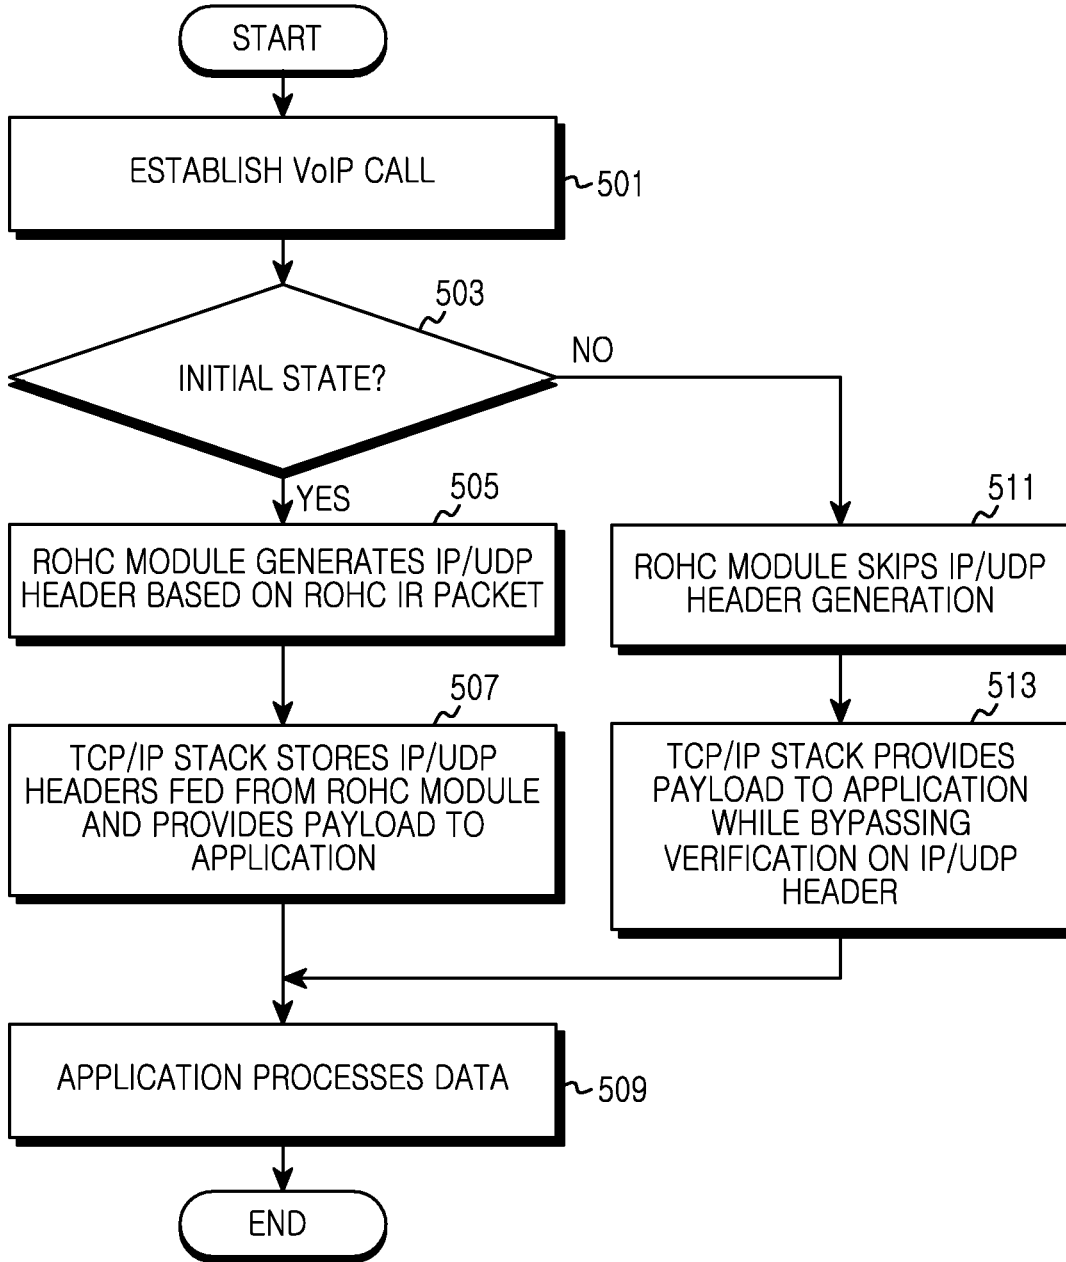 START
ESTABLISH VoIP CALL
501
503
INITIAL STATE?
NO
YES
505
ROHC MODULE GENERATES IP/UDP
HEADER BASED ON ROHC IR PACKET
511
ROHC MODULE SKIPS IP/UDP
HEADER GENERATION
507
TCP/IP STACK STORES IP/UDP
HEADERS FED FROM ROHC MODULE
AND PROVIDES PAYLOAD TO
APPLICATION
513
TCP/IP STACK PROVIDES
PAYLOAD TO APPLICATION
WHILE BYPASSING
VERIFICATION ON IP/UDP
HEADER
APPLICATION PROCESSES DATA
509
END